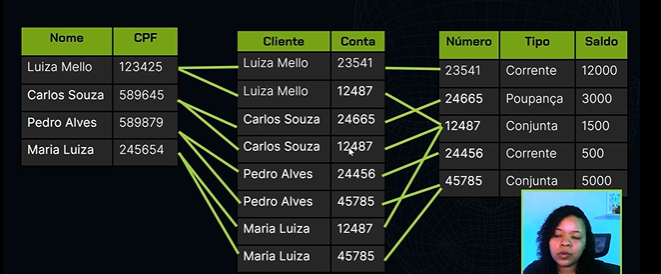 Nome CPF
Luiza Mello 123425
Carlos Souza 589645
Pedro Alves 589879
Maria Luiza 245654
Cliente Conta
Luiza Mello 23541
Luiza Mello 12487
Carlos Souza 24665
Carlos Souza 12487
Pedro Alves 24456
Pedro Alves 45785
Maria Luiza 12487
Maria Luiza 45785
Número Tipo Saldo
23541 Corrente 12000
24665 Poupança 3000
12487 Conjunta 1500
24456 Corrente 500
45785 Conjunta 5000